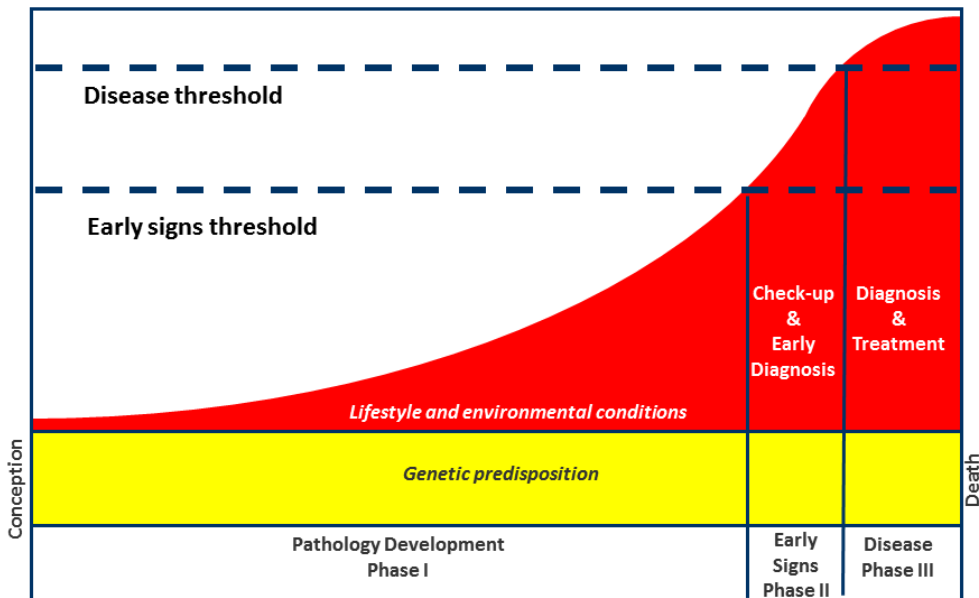 Disease threshold
Early signs threshold
Check-up
&
Early
Diagnosis
Diagnosis
&
Treatment
Lifestyle and environmental conditions
Genetic predisposition
Conception
Death
Pathology Development
Phase I
Early
Signs
Phase II
Disease
Phase III